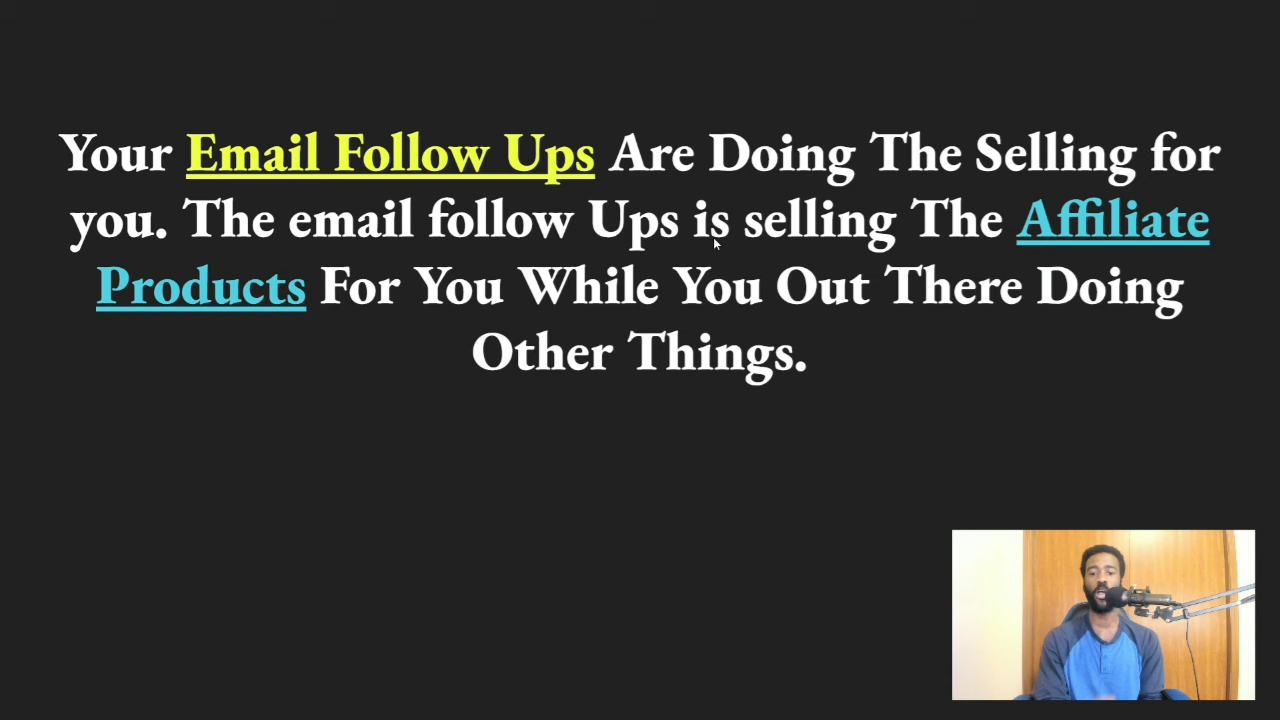 Your Email Follow Ups Are Doing The Selling for
you. The email follow Ups is selling The Affiliate
Products For You While You Out There Doing
Other Things.